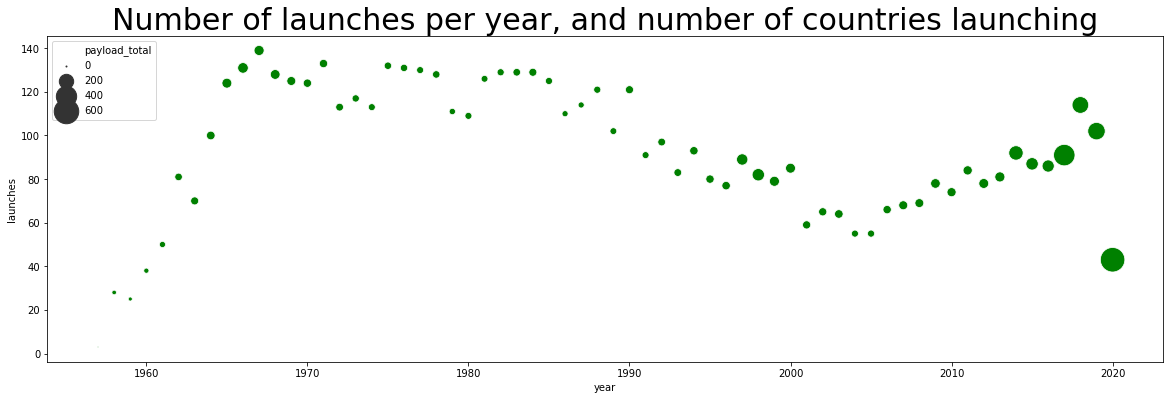 Number of launches per year, and number of countries launching
payload_total
0
200
400
600
140
120
100
80
60
40
20
0
launches
1960 1970 1980 1990 2000 2010 2020
year